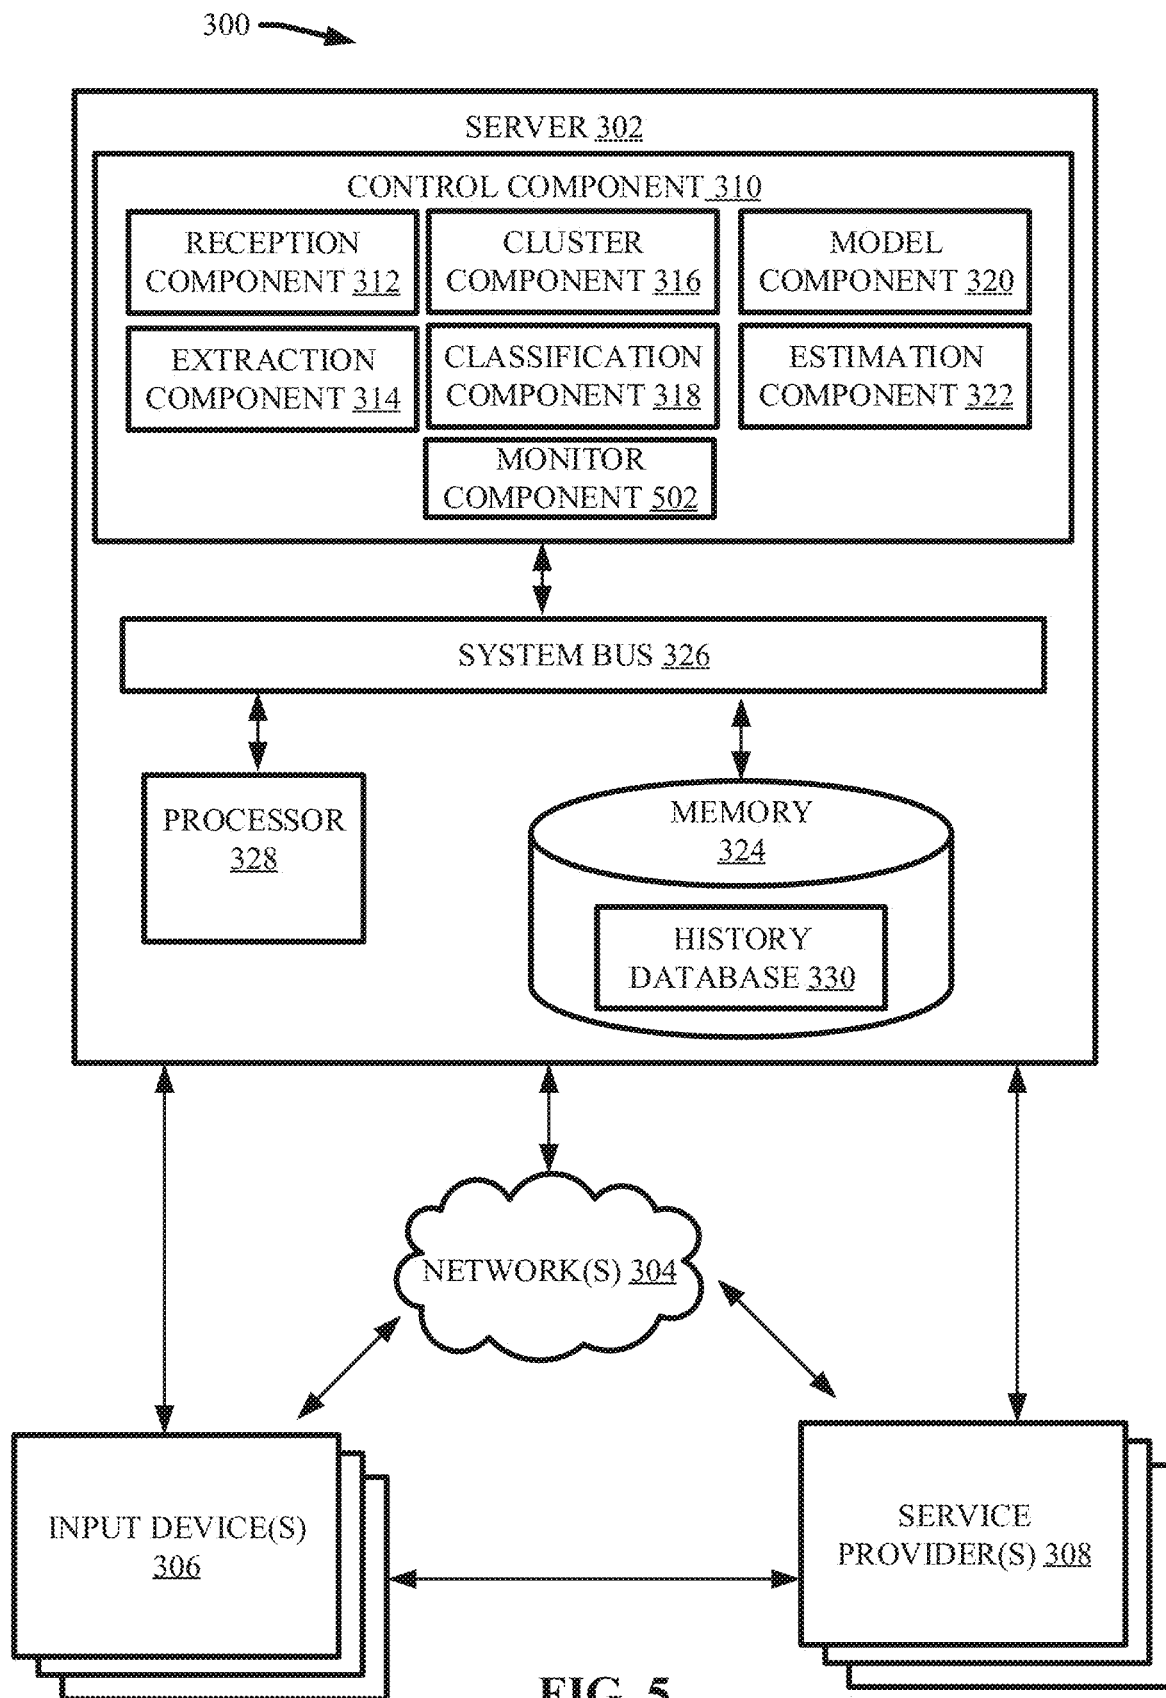 300
SERVER 302
CONTROL COMPONENT 310
RECEPTION
COMPONENT 312
CLUSTER
COMPONENT 316
MODEL
COMPONENT 320
EXTRACTION
COMPONENT 314
CLASSIFICATION
COMPONENT 318
ESTIMATION
COMPONENT 322
MONITOR
COMPONENT 502
SYSTEM BUS 326
PROCESSOR
328
MEMORY
324
HISTORY
DATABASE 330
NETWORK(S) 304
INPUT DEVICE(S)
306
SERVICE
PROVIDER(S) 308
FIG. 5